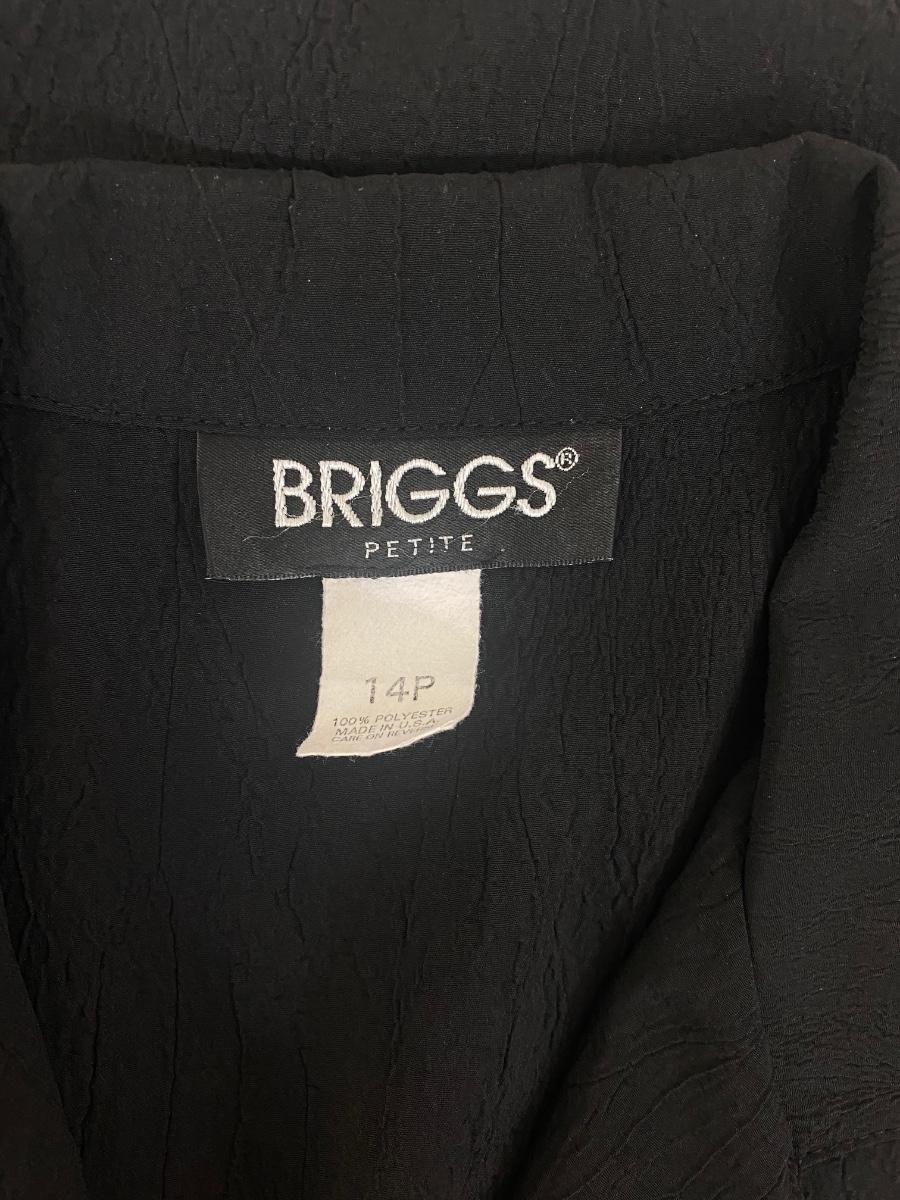 BRIGGS®
PETITE
14P
100% POLYESTER
MADE IN U.S.A.
CARE ON REVERSE